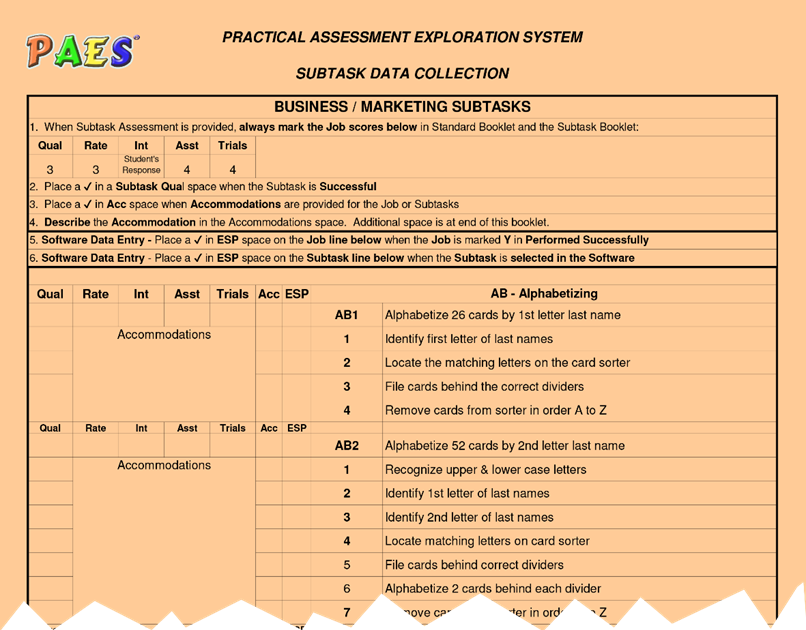 PAES®
PRACTICAL ASSESSMENT EXPLORATION SYSTEM
SUBTASK DATA COLLECTION
BUSINESS / MARKETING SUBTASKS
1. When Subtask Assessment is provided, always mark the Job scores below in Standard Booklet and the Subtask Booklet:
Qual Rate Int Asst Trials
3 3 Student's Response 4 4
2. Place a ✓ in a Subtask Qual space when the Subtask is Successful
3. Place a ✓ in Acc space when Accommodations are provided for the Job or Subtasks
4. Describe the Accommodation in the Accommodations space. Additional space is at end of this booklet.
5. Software Data Entry - Place a ✓ in ESP space on the Job line below when the Job is marked Y in Performed Successfully
6. Software Data Entry - Place a ✓ in ESP space on the Subtask line below when the Subtask is selected in the Software
Qual Rate Int Asst Trials Acc ESP AB - Alphabetizing
AB1 Alphabetize 26 cards by 1st letter last name
Accommodations 1 Identify first letter of last names
2 Locate the matching letters on the card sorter
3 File cards behind the correct dividers
4 Remove cards from sorter in order A to Z
Qual Rate Int Asst Trials Acc ESP
AB2 Alphabetize 52 cards by 2nd letter last name
Accommodations 1 Recognize upper & lower case letters
2 Identify 1st letter of last names
3 Identify 2nd letter of last names
4 Locate matching letters on card sorter
5 File cards behind correct dividers
6 Alphabetize 2 cards behind each divider
7 in Z